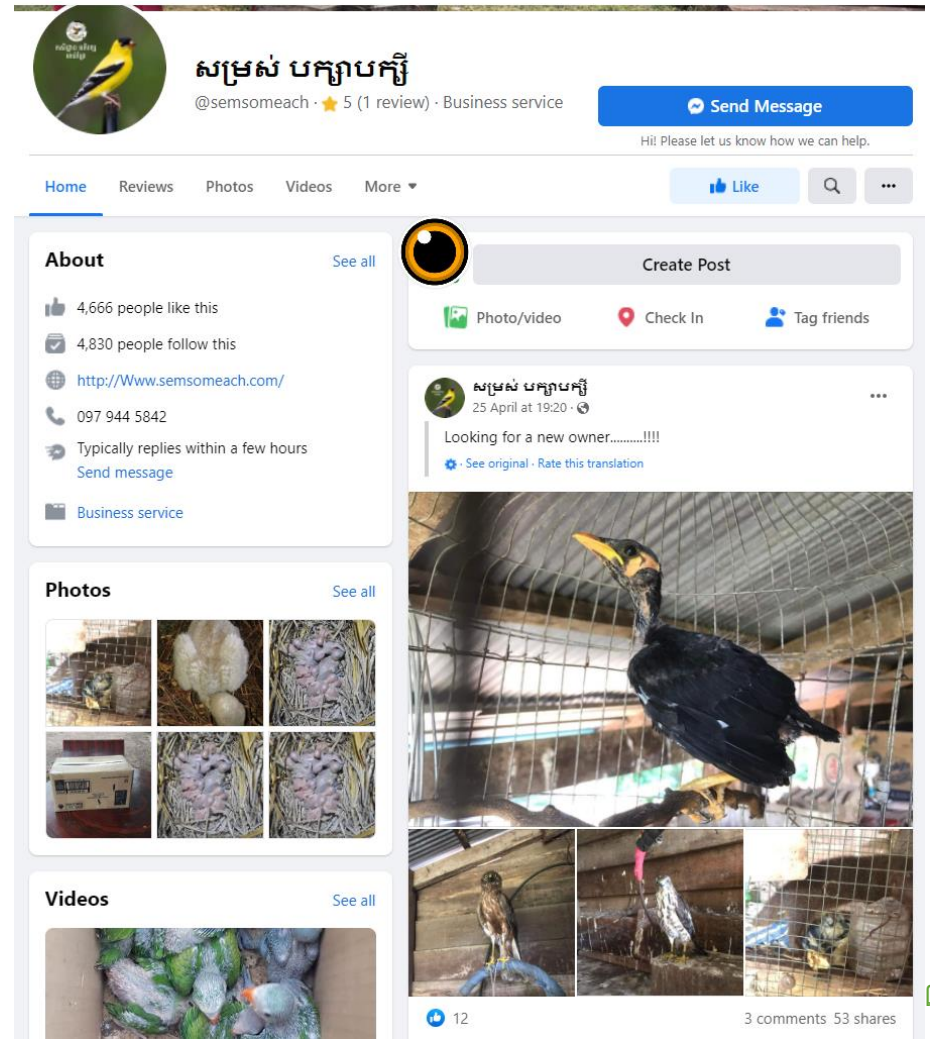 សម្រស់ បក្សាបក្សី
@semsomeach · 5 (1 review) · Business service
Send Message
Hi! Please let us know how we can help.
Home Reviews Photos Videos More
Like
About See all
4,666 people like this
4,830 people follow this
http://Www.semsomeach.com/
097 944 5842
Typically replies within a few hours
Send message
Business service
Photos See all
Videos See all
Create Post
Photo/video Check In Tag friends
សម្រស់ បក្សាបក្សី
25 April at 19:20 ·
Looking for a new owner..........!!!!
· See original · Rate this translation
12 3 comments 53 shares